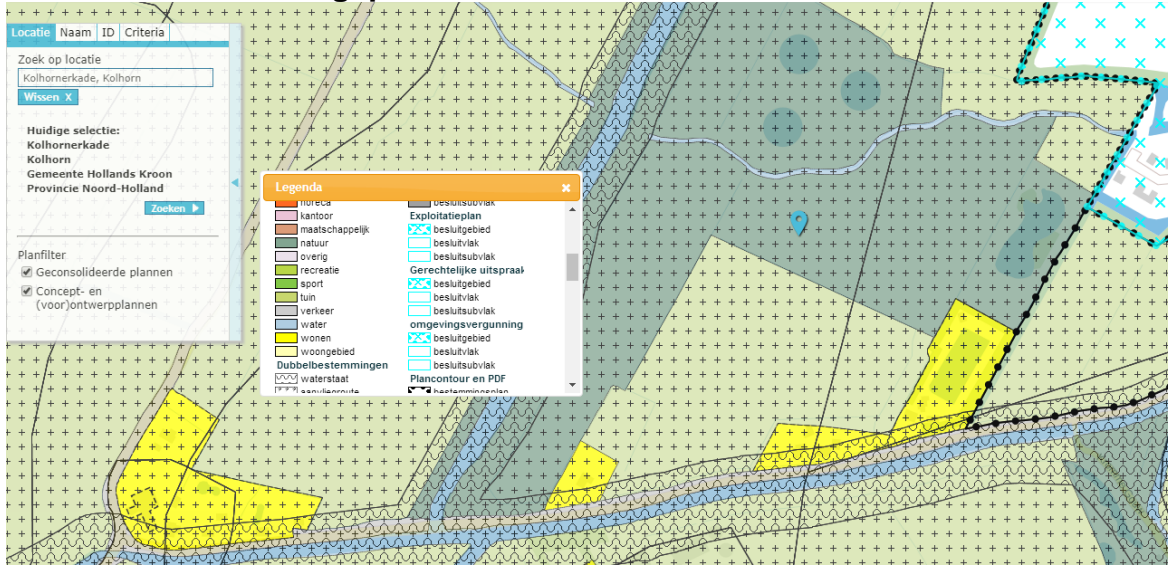 Locatie Naam ID Criteria
Zoek op locatie
Kolhornerkade, Kolhorn
Wissen X
Huidige selectie:
Kolhornerkade
Kolhorn
Gemeente Hollands Kroon
Provincie Noord-Holland
Zoeken
Planfilter
Geconsolideerde plannen
Concept- en
(voor)ontwerpplannen
Legenda
horeca
kantoor
maatschappelijk
natuur
overig
recreatie
sport
tuin
verkeer
water
wonen
woongebied
Dubbelbestemmingen
waterstaat
besluitsubvlak
Exploitatieplan
besluitgebied
besluitvlak
besluitsubvlak
Gerechtelijke uitspraak
besluitgebied
besluitvlak
besluitsubvlak
omgevingsvergunning
besluitgebied
besluitvlak
besluitsubvlak
Plancontour en PDF
bestemmingsplan